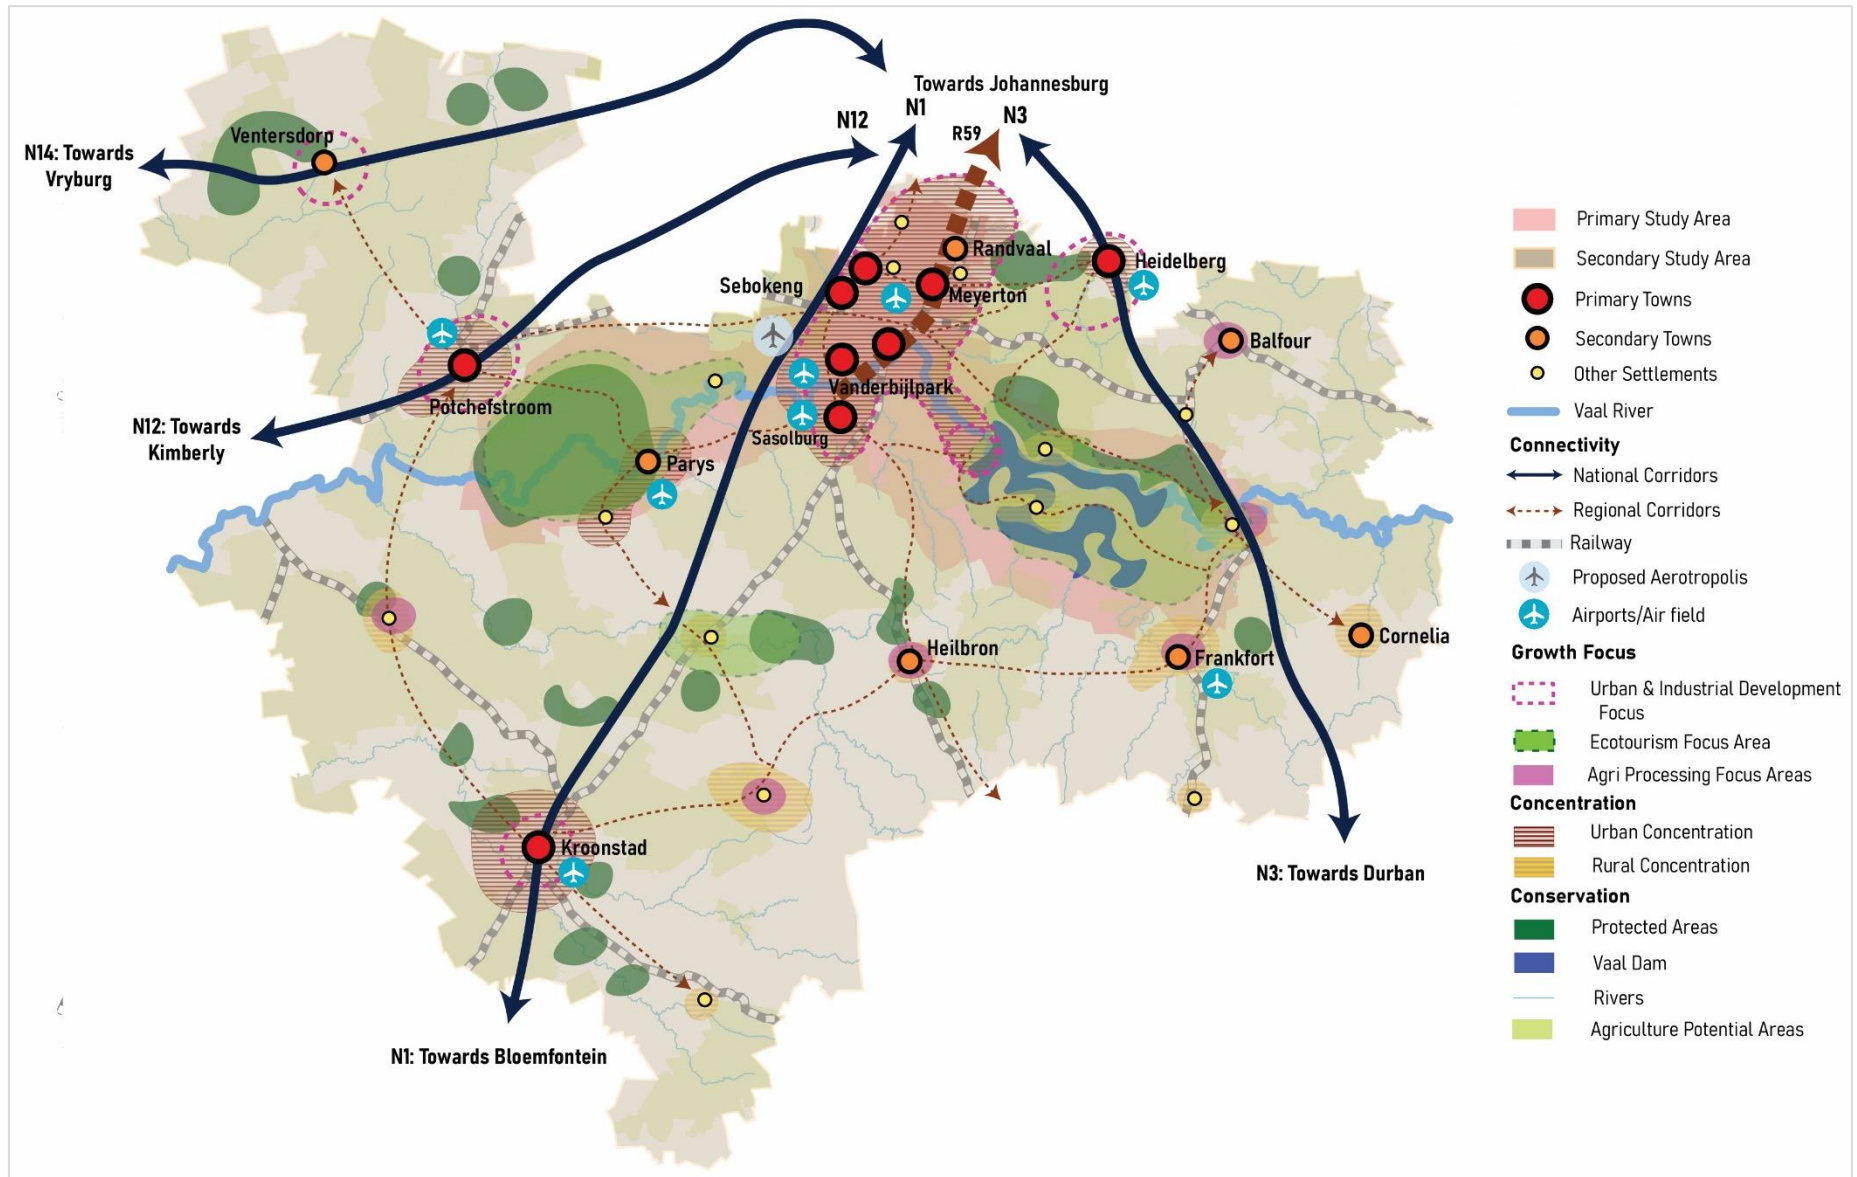 Towards Johannesburg
N1
N12
N3
R59
Ventersdorp
N14: Towards
Vryburg
Randvaal
Heidelberg
Sebokeng
Meyerton
Balfour
Vanderbijlpark
Potchefstroom
N12: Towards
Kimberly
Sasolburg
Parys
Cornelia
Heilbron
Frankfort
Kroonstad
N3: Towards Durban
N1: Towards Bloemfontein
Primary Study Area
Secondary Study Area
Primary Towns
Secondary Towns
Other Settlements
Vaal River
Connectivity
National Corridors
Regional Corridors
Railway
Proposed Aerotropolis
Airports/Air field
Growth Focus
Urban & Industrial Development
Focus
Ecotourism Focus Area
Agri Processing Focus Areas
Concentration
Urban Concentration
Rural Concentration
Conservation
Protected Areas
Vaal Dam
Rivers
Agriculture Potential Areas